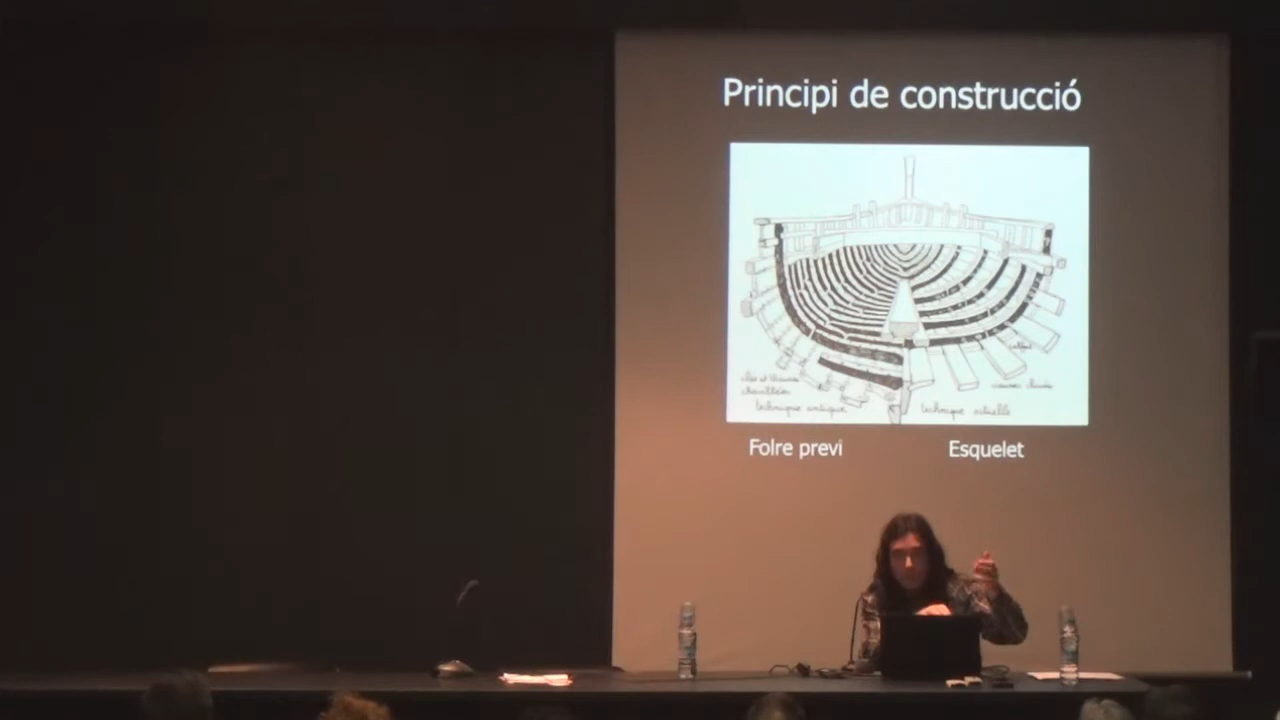 Principi de construcció
technique antique
technique actuelle
Folre previ
Esquelet